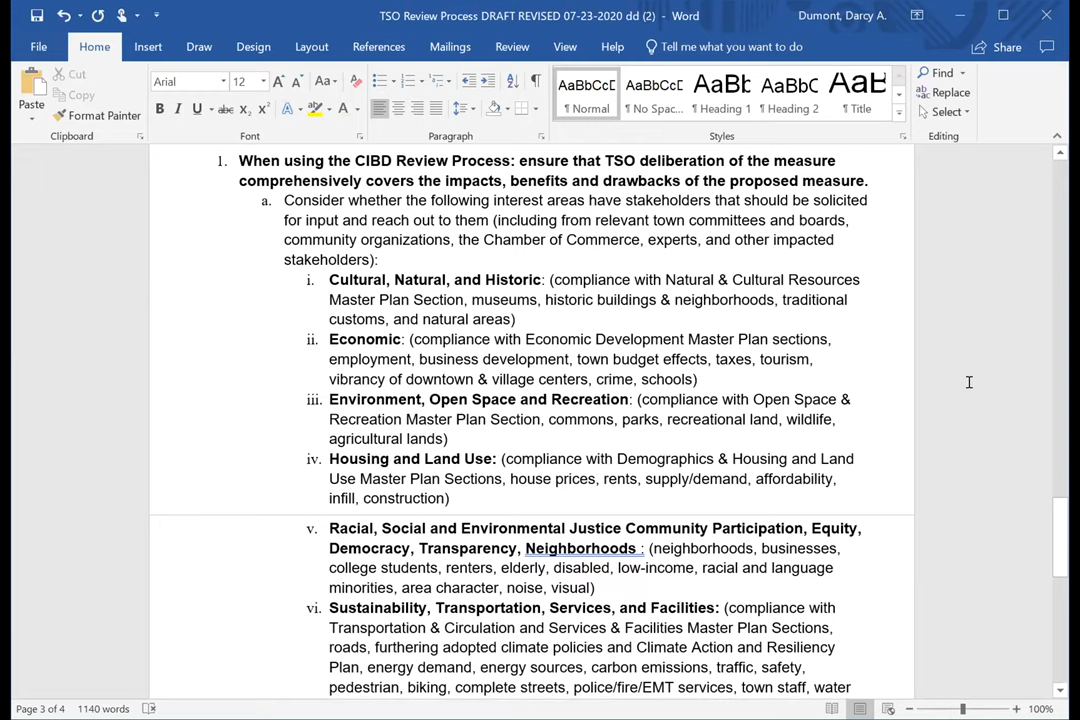 TSO Review Process DRAFT REVISED 07-23-2020 dd (2) - Word
Dumont, Darcy A.
File Home Insert Draw Design Layout References Mailings Review View Help Tell me what you want to do Share
Paste
Cut
Copy
Format Painter
Clipboard
Arial 12
Font
Paragraph
AaBbCcD AaBbCcD AaBbC AaBbCc AaB
¶ Normal ¶ No Spac... ¶ Heading 1 ¶ Heading 2 ¶ Title
Styles
Find
Replace
Select
Editing
1. When using the CIBD Review Process: ensure that TSO deliberation of the measure
comprehensively covers the impacts, benefits and drawbacks of the proposed measure.
a. Consider whether the following interest areas have stakeholders that should be solicited
for input and reach out to them (including from relevant town committees and boards,
community organizations, the Chamber of Commerce, experts, and other impacted
stakeholders):
i. Cultural, Natural, and Historic: (compliance with Natural & Cultural Resources
Master Plan Section, museums, historic buildings & neighborhoods, traditional
customs, and natural areas)
ii. Economic: (compliance with Economic Development Master Plan sections,
employment, business development, town budget effects, taxes, tourism,
vibrancy of downtown & village centers, crime, schools)
iii. Environment, Open Space and Recreation: (compliance with Open Space &
Recreation Master Plan Section, commons, parks, recreational land, wildlife,
agricultural lands)
iv. Housing and Land Use: (compliance with Demographics & Housing and Land
Use Master Plan Sections, house prices, rents, supply/demand, affordability,
infill, construction)
v. Racial, Social and Environmental Justice Community Participation, Equity,
Democracy, Transparency, Neighborhoods : (neighborhoods, businesses,
college students, renters, elderly, disabled, low-income, racial and language
minorities, area character, noise, visual)
vi. Sustainability, Transportation, Services, and Facilities: (compliance with
Transportation & Circulation and Services & Facilities Master Plan Sections,
roads, furthering adopted climate policies and Climate Action and Resiliency
Plan, energy demand, energy sources, carbon emissions, traffic, safety,
pedestrian, biking, complete streets, police/fire/EMT services, town staff, water
Page 3 of 4 1140 words
100%